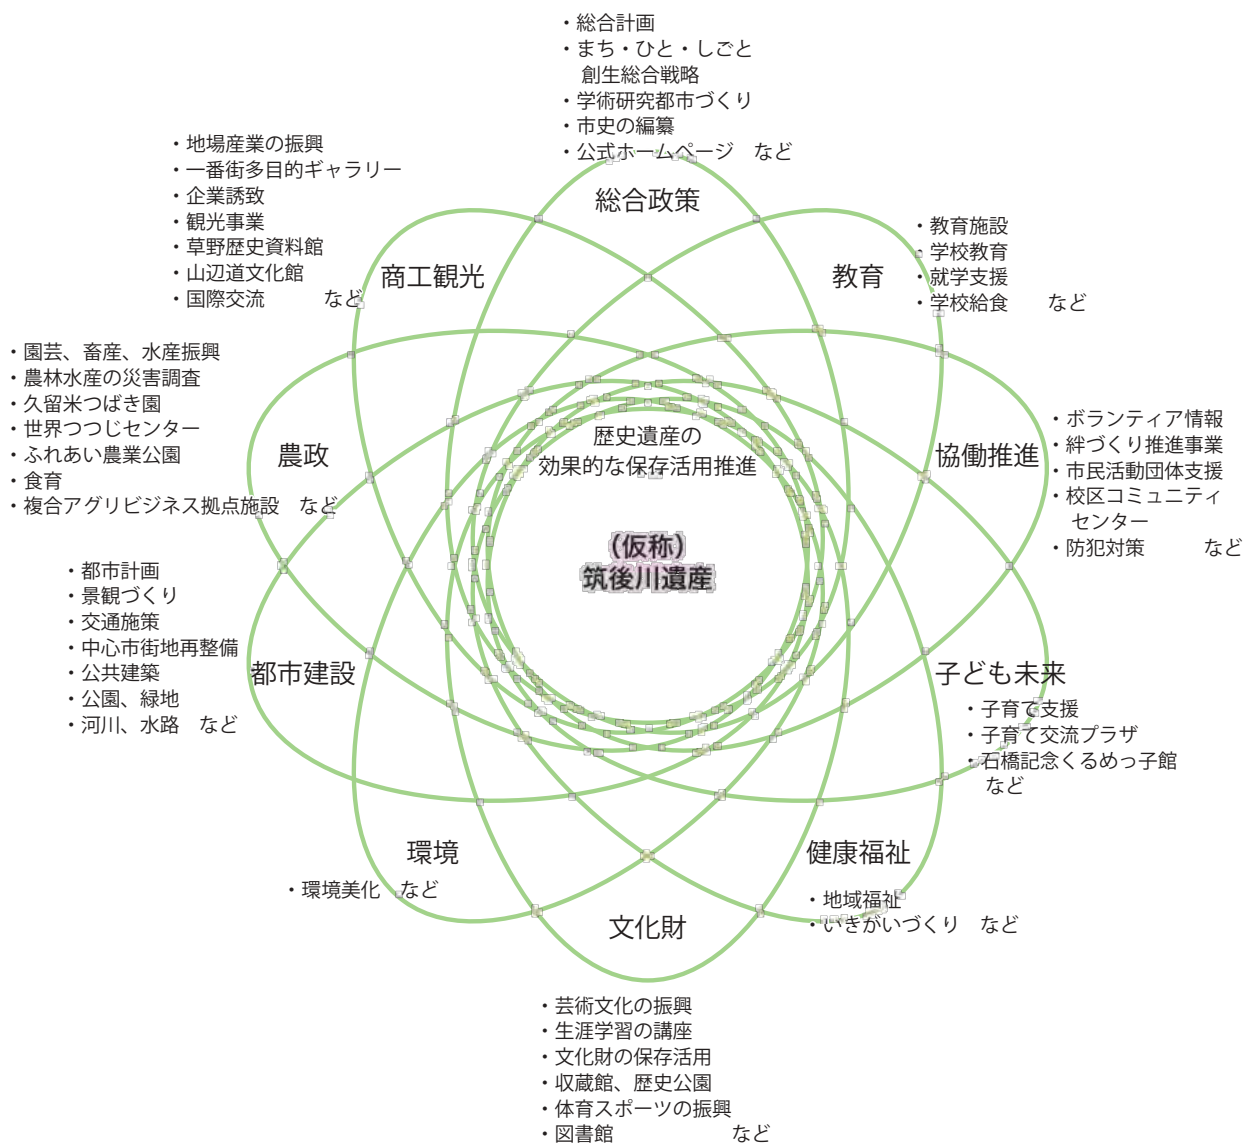 ・総合計画
・まち・ひと・しごと
創生総合戦略
・学術研究都市づくり
・市史の編纂
・公式ホームページ　など
総合政策
・地場産業の振興
・一番街多目的ギャラリー
・企業誘致
・観光事業
・草野歴史資料館
・山辺道文化館
・国際交流　　　など
商工観光
・教育施設
・学校教育
・就学支援
・学校給食　　など
教育
・園芸、畜産、水産振興
・農林水産の災害調査
・久留米つばき園
・世界つつじセンター
・ふれあい農業公園
・食育
・複合アグリビジネス拠点施設　など
農政
歴史遺産の
効果的な保存活用推進
（仮称）
筑後川遺産
・ボランティア情報
・絆づくり推進事業
・市民活動団体支援
・校区コミュニティ
センター
・防犯対策　　　など
協働推進
・都市計画
・景観づくり
・交通施策
・中心市街地再整備
・公共建築
・公園、緑地
・河川、水路　など
都市建設
子ども未来
・子育て支援
・子育て交流プラザ
・石橋記念くるめっ子館
など
環境
・環境美化　など
健康福祉
・地域福祉
・いきがいづくり　など
文化財
・芸術文化の振興
・生涯学習の講座
・文化財の保存活用
・収蔵館、歴史公園
・体育スポーツの振興
・図書館　　　　　　など